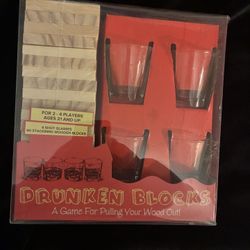 FOR 2 - 6 PLAYERS
AGES 21 AND UP
4 SHOT GLASSES
60 STACKING WOODEN BLOCKS
DRUNKEN BLOCKS
A Game For Pulling Your Wood Out!